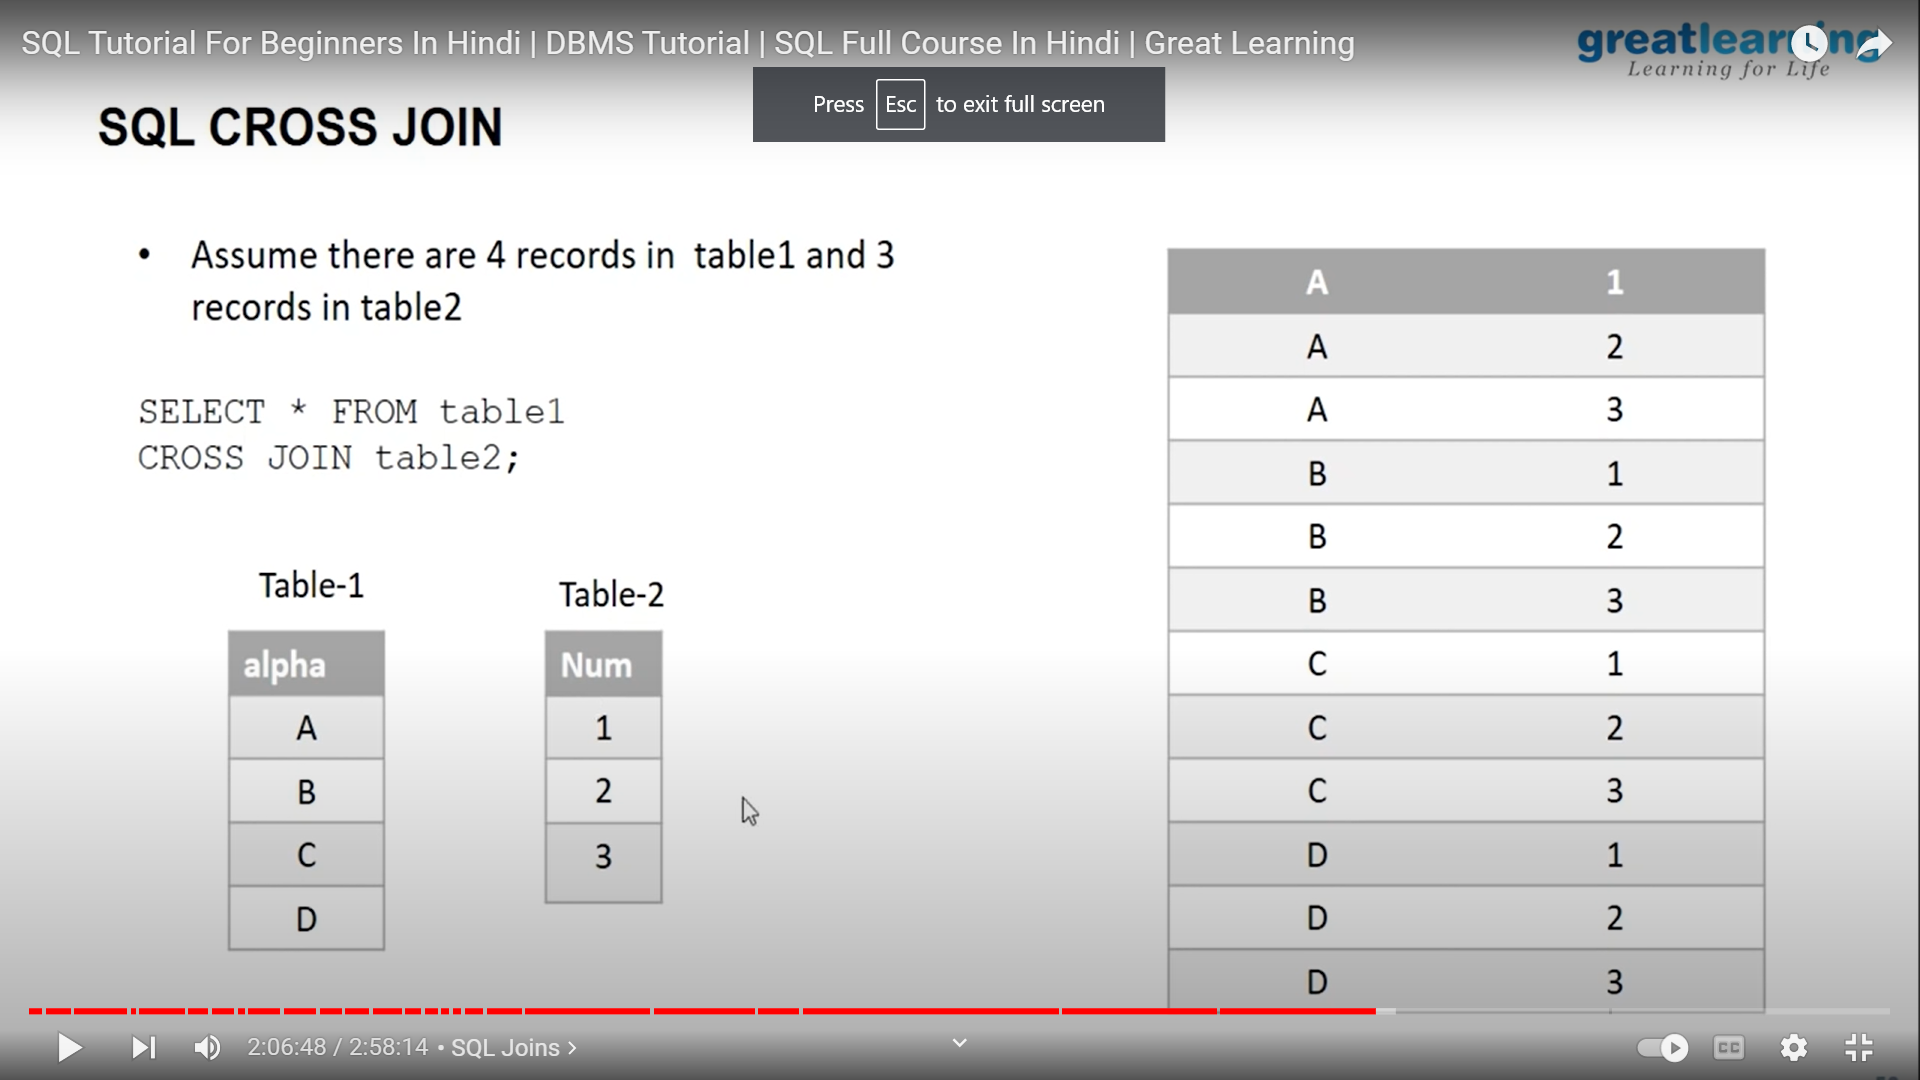 SQL Tutorial For Beginners In Hindi | DBMS Tutorial | SQL Full Course In Hindi | Great Learning
greatlearning
Learning for Life
Press Esc to exit full screen
SQL CROSS JOIN
• Assume there are 4 records in table1 and 3
records in table2
SELECT * FROM table1
CROSS JOIN table2;
Table-1
alpha
A
B
C
D
Table-2
Num
1
2
3
A 1
A 2
A 3
B 1
B 2
B 3
C 1
C 2
C 3
D 1
D 2
D 3
2:06:48 / 2:58:14 • SQL Joins >
CC